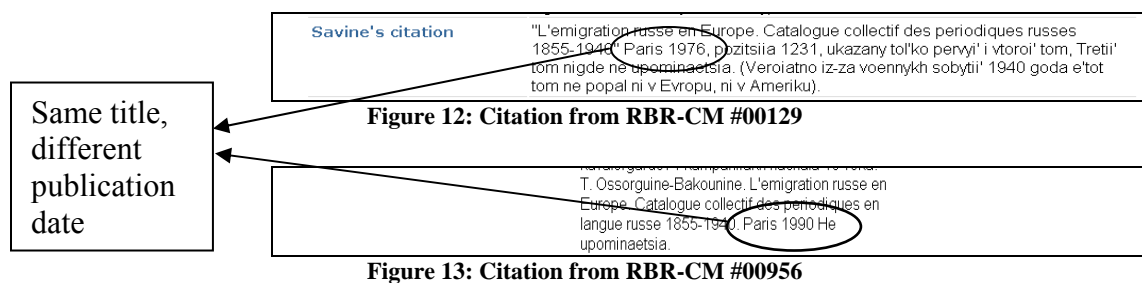 Savine's citation
"L'emigration russe en Europe. Catalogue collectif des periodiques russes
1855-1940" Paris 1976, pozitsiia 1231, ukazany tol'ko pervyi' i vtoroi' tom, Tretii'
tom nigde ne upominaetsia. (Veroiatno iz-za voennykh sobytii' 1940 goda e'tot
tom ne popal ni v Evropu, ni v Ameriku).
Figure 12: Citation from RBR-CM #00129
Same title,
different
publication
date
T. Ossorguine-Bakounine. L'emigration russe en
Europe. Catalogue collectif des periodiques en
langue russe 1855-1940. Paris 1990 He
upominaetsia.
Figure 13: Citation from RBR-CM #00956